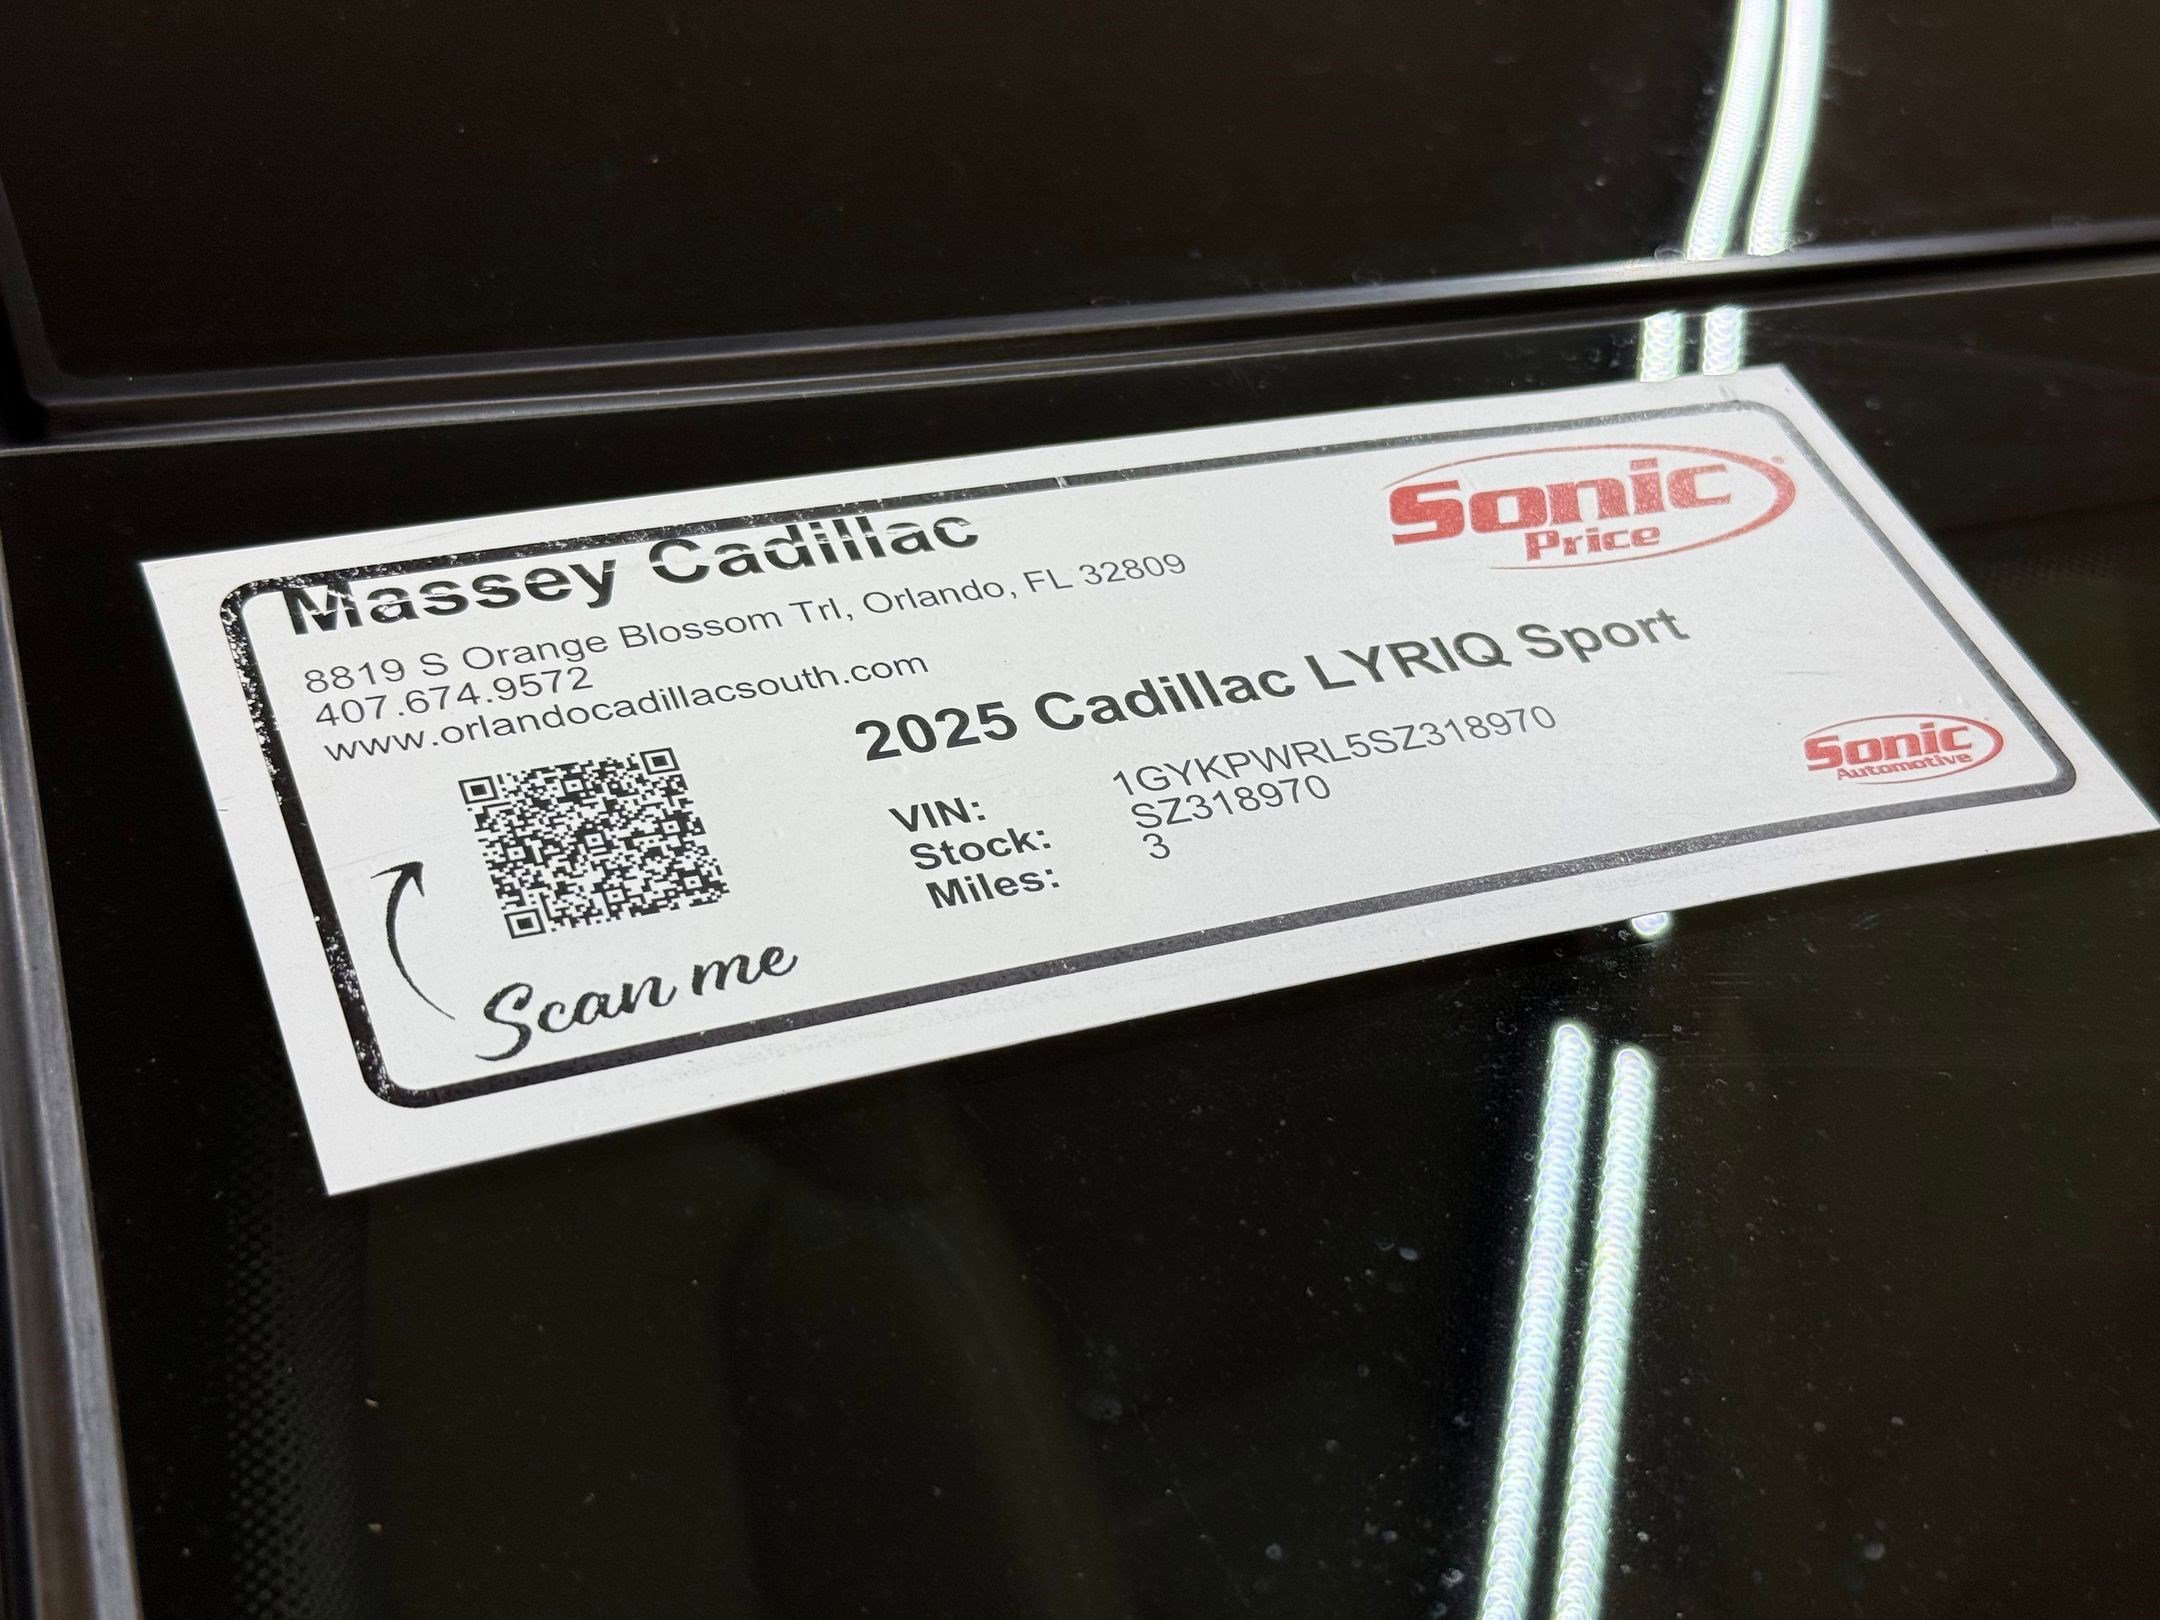 Massey Cadillac
8819 S Orange Blossom Trl, Orlando, FL 32809
407.674.9572
www.orlandocadillacsouth.com
Sonic
Price
2025 Cadillac LYRIQ Sport
VIN: 1GYKPWRL5SZ318970
Stock: SZ318970
Miles: 3
Scan me
Sonic
Automotive